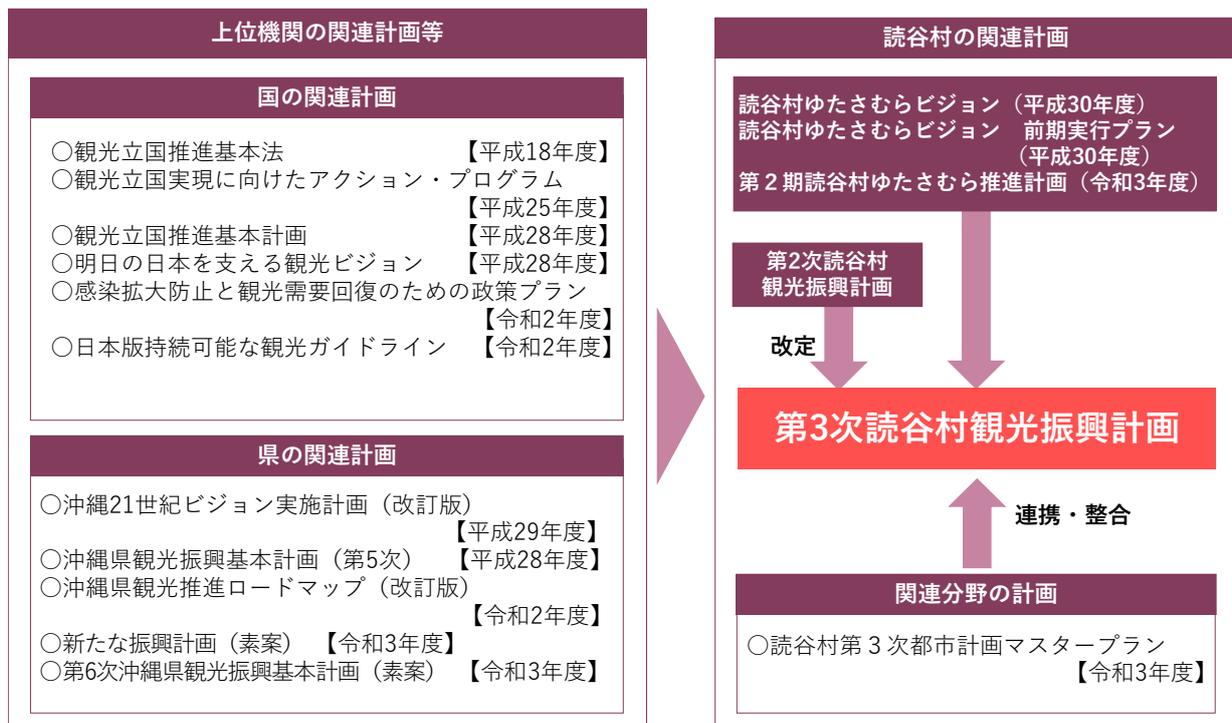 上位機関の関連計画等
国の関連計画
○観光立国推進基本法 【平成18年度】
○観光立国実現に向けたアクション・プログラム
【平成25年度】
○観光立国推進基本計画 【平成28年度】
○明日の日本を支える観光ビジョン 【平成28年度】
○感染拡大防止と観光需要回復のための政策プラン
【令和2年度】
○日本版持続可能な観光ガイドライン 【令和2年度】
県の関連計画
○沖縄21世紀ビジョン実施計画（改訂版）
【平成29年度】
○沖縄県観光振興基本計画（第5次） 【平成28年度】
○沖縄県観光推進ロードマップ（改訂版）
【令和2年度】
○新たな振興計画（素案） 【令和3年度】
○第6次沖縄県観光振興基本計画（素案） 【令和3年度】
読谷村の関連計画
読谷村ゆたさむらビジョン（平成30年度）
読谷村ゆたさむらビジョン 前期実行プラン
（平成30年度）
第２期読谷村ゆたさむら推進計画（令和3年度）
第2次読谷村
観光振興計画
改定
第3次読谷村観光振興計画
連携・整合
関連分野の計画
○読谷村第３次都市計画マスタープラン
【令和3年度】